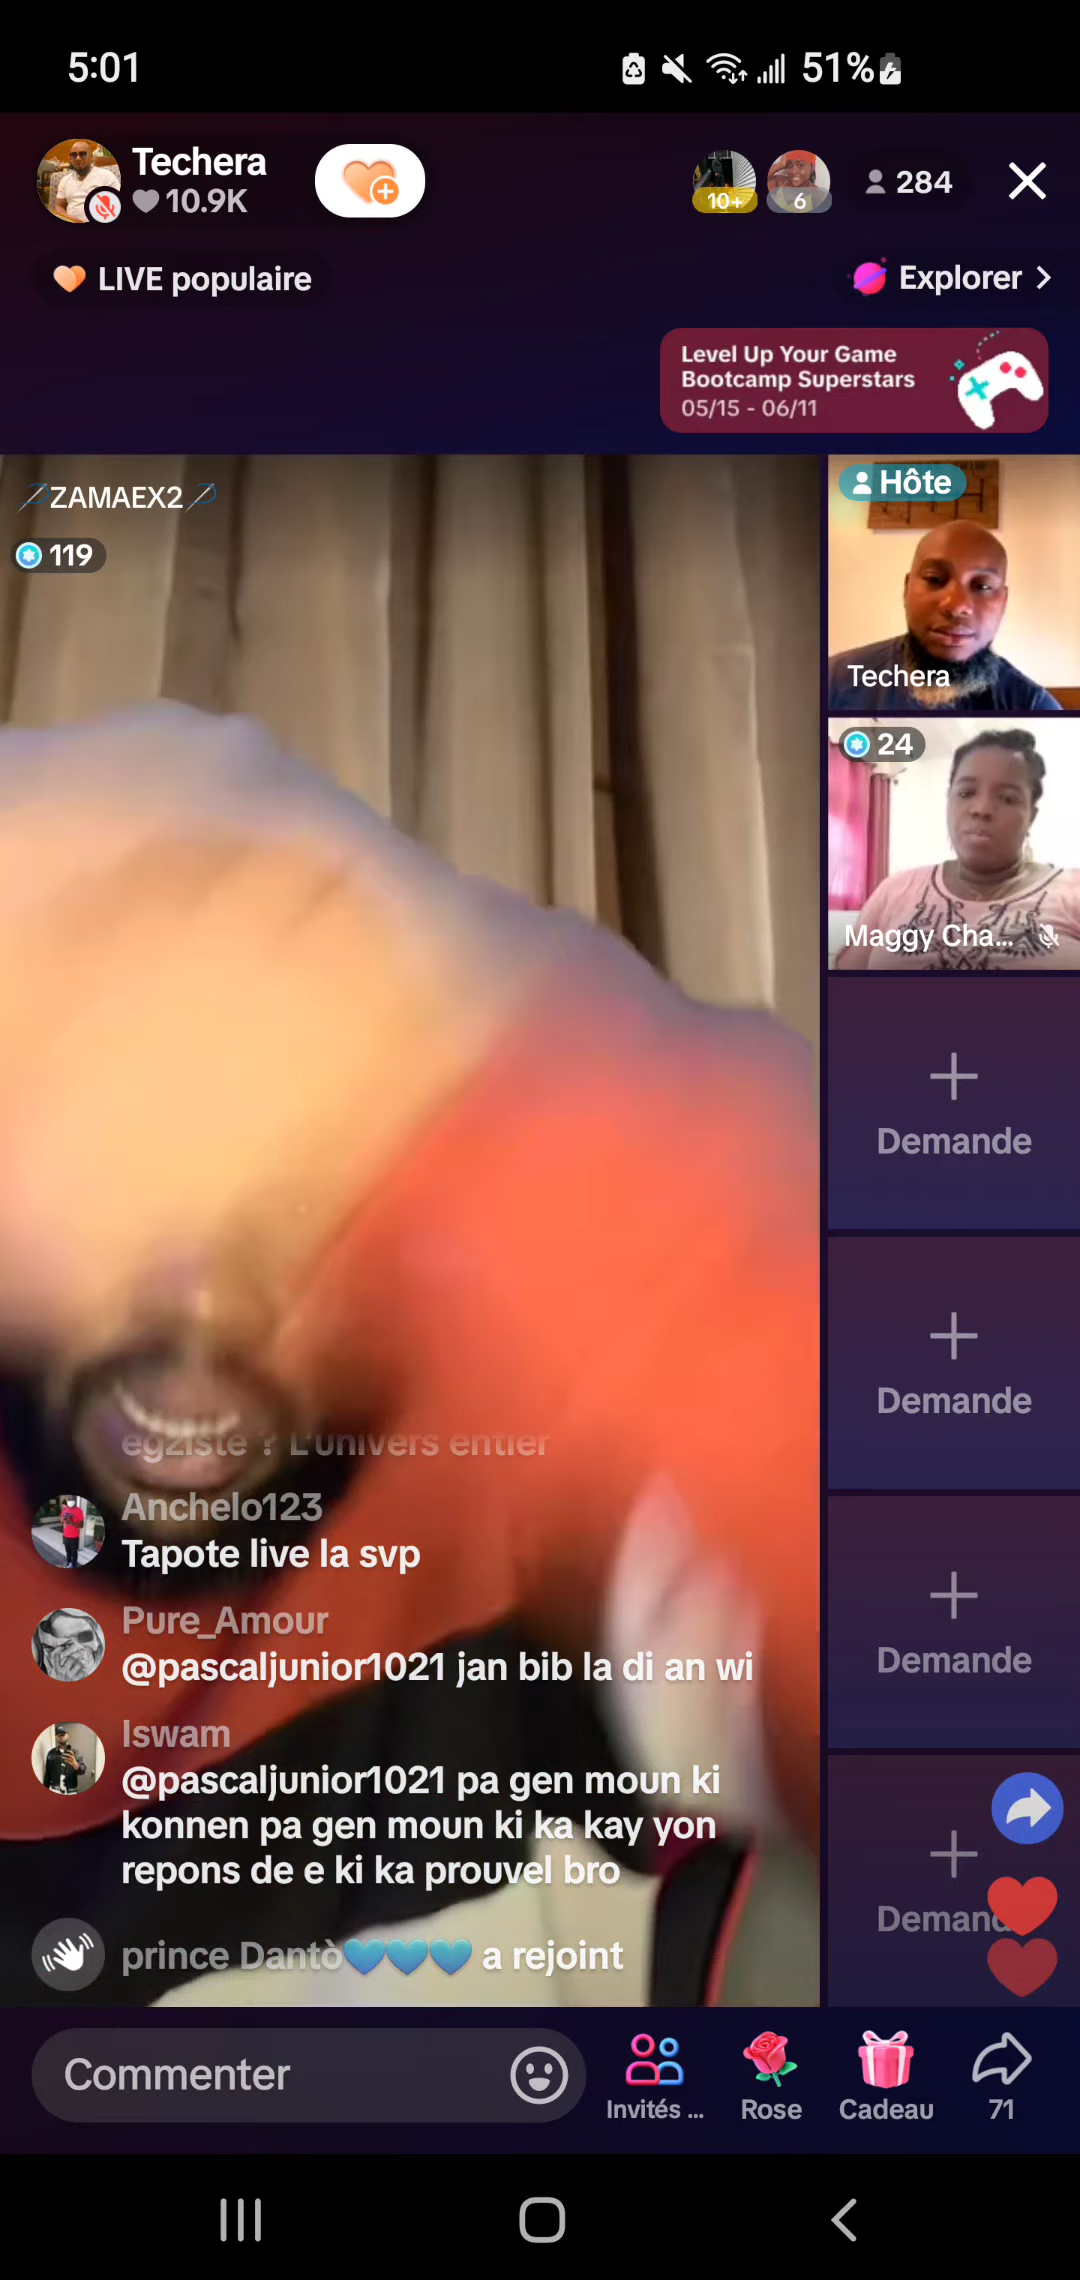 5:01
51%
Techera
10.9K
10+
6
284
LIVE populaire
Explorer
Level Up Your Game
Bootcamp Superstars
05/15 - 06/11
ZAMAEX2
119
Hôte
Techera
24
Maggy Cha...
Demande
Demande
Demande
Demand
egziste ? L'univers entier
Anchelo123
Tapote live la svp
Pure_Amour
@pascaljunior1021 jan bib la di an wi
Iswam
@pascaljunior1021 pa gen moun ki
konnen pa gen moun ki ka kay yon
repons de e ki ka prouvel bro
prince Dantò💙💙💙 a rejoint
Commenter
Invités ...
Rose
Cadeau
71